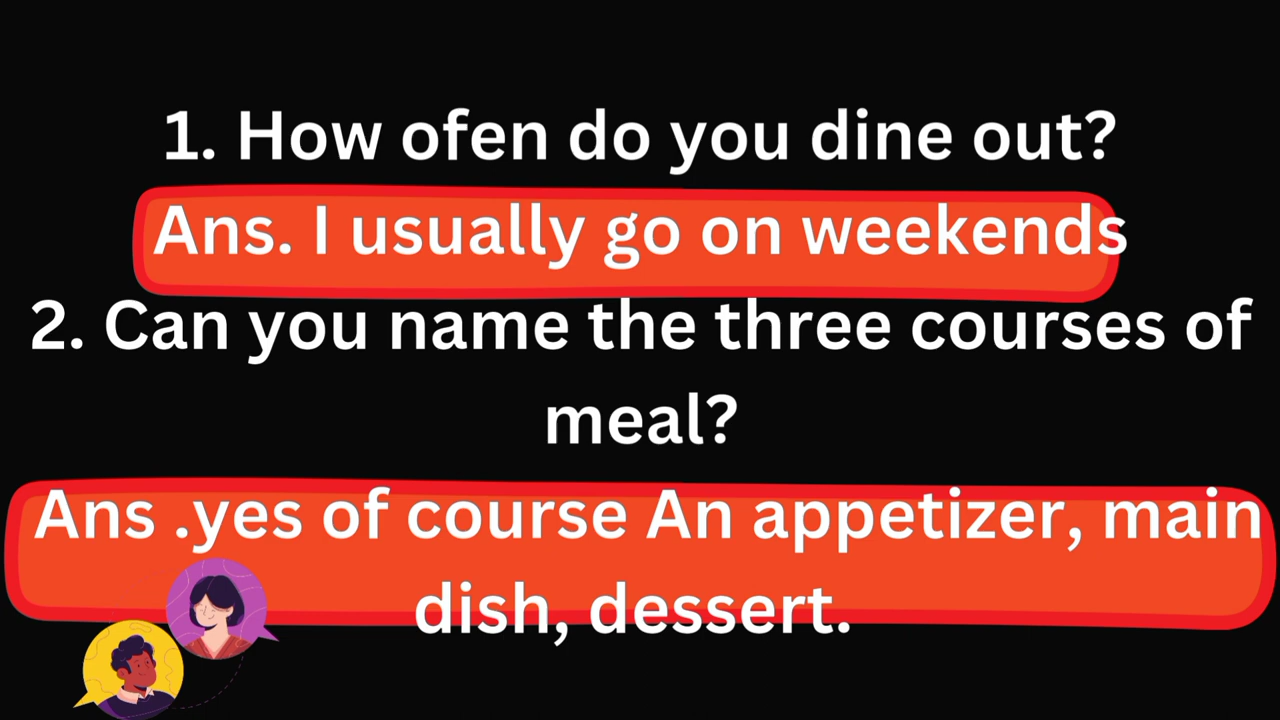 1. How ofen do you dine out?
Ans. I usually go on weekends
2. Can you name the three courses of
meal?
Ans .yes of course An appetizer, main
dish, dessert.